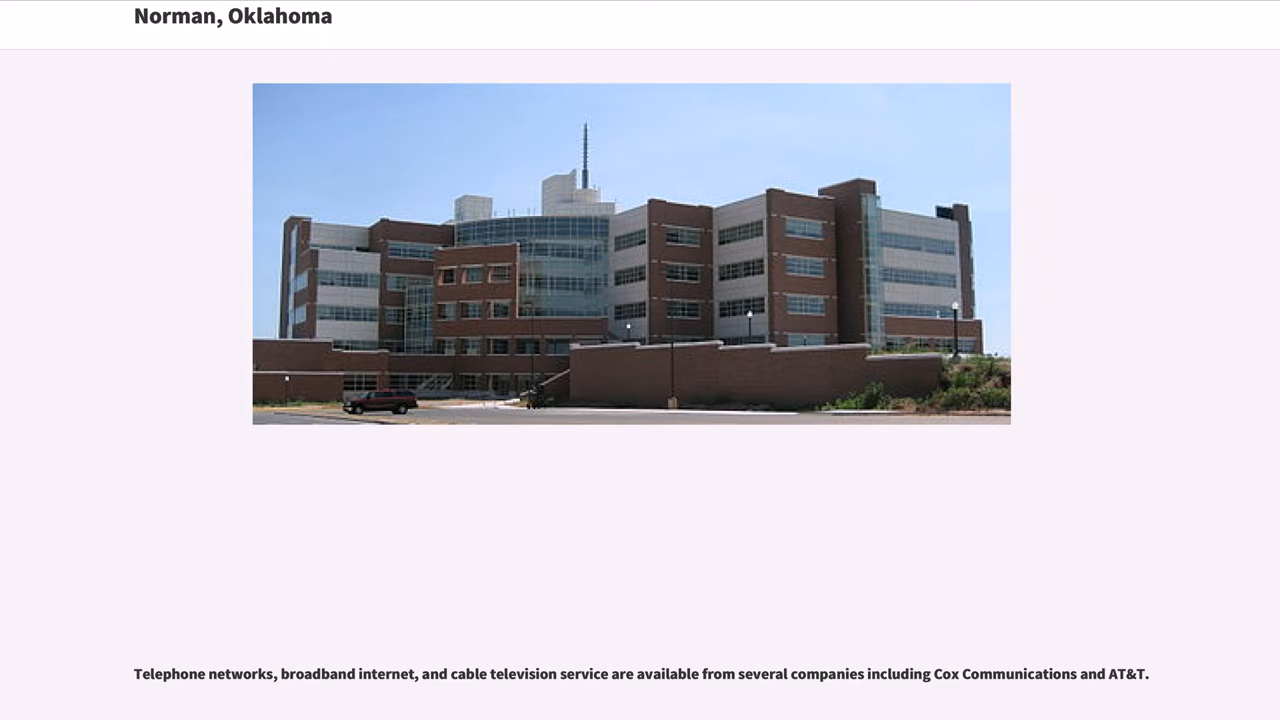 Norman, Oklahoma
Telephone networks, broadband internet, and cable television service are available from several companies including Cox Communications and AT&T.